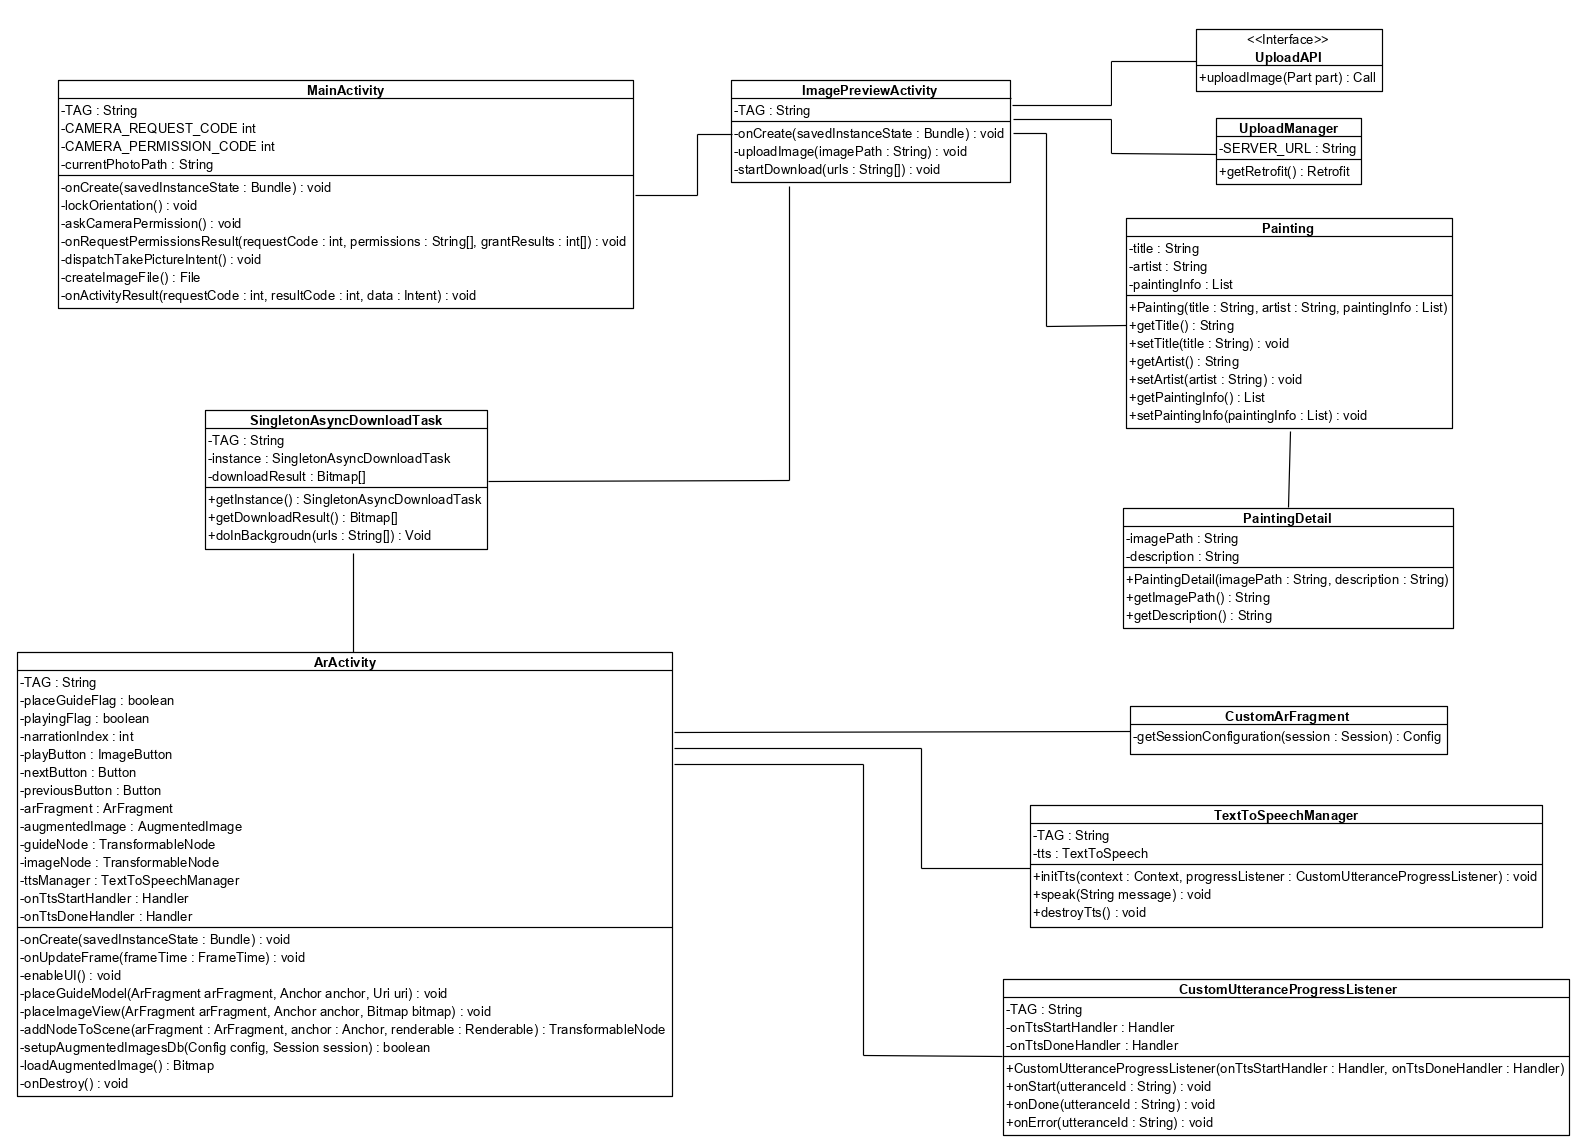 MainActivity
-TAG : String
-CAMERA_REQUEST_CODE int
-CAMERA_PERMISSION_CODE int
-currentPhotoPath : String
-onCreate(savedInstanceState : Bundle) : void
-lockOrientation() : void
-askCameraPermission() : void
-onRequestPermissionsResult(requestCode : int, permissions : String[], grantResults : int[]) : void
-dispatchTakePictureIntent() : void
-createImageFile() : File
-onActivityResult(requestCode : int, resultCode : int, data : Intent) : void
ImagePreviewActivity
-TAG : String
-onCreate(savedInstanceState : Bundle) : void
-uploadImage(imagePath : String) : void
-startDownload(urls : String[]) : void
<<Interface>>
UploadAPI
+uploadImage(Part part) : Call
UploadManager
-SERVER_URL : String
+getRetrofit() : Retrofit
Painting
-title : String
-artist : String
-paintingInfo : List
+Painting(title : String, artist : String, paintingInfo : List)
+getTitle() : String
+setTitle(title : String) : void
+getArtist() : String
+setArtist(artist : String) : void
+getPaintingInfo() : List
+setPaintingInfo(paintingInfo : List) : void
SingletonAsyncDownloadTask
-TAG : String
-instance : SingletonAsyncDownloadTask
-downloadResult : Bitmap[]
+getInstance() : SingletonAsyncDownloadTask
+getDownloadResult() : Bitmap[]
+doInBackgroudn(urls : String[]) : Void
PaintingDetail
-imagePath : String
-description : String
+PaintingDetail(imagePath : String, description : String)
+getImagePath() : String
+getDescription() : String
ArActivity
-TAG : String
-placeGuideFlag : boolean
-playingFlag : boolean
-narrationIndex : int
-playButton : ImageButton
-nextButton : Button
-previousButton : Button
-arFragment : ArFragment
-augmentedImage : AugmentedImage
-guideNode : TransformableNode
-imageNode : TransformableNode
-ttsManager : TextToSpeechManager
-onTtsStartHandler : Handler
-onTtsDoneHandler : Handler
-onCreate(savedInstanceState : Bundle) : void
-onUpdateFrame(frameTime : FrameTime) : void
-enableUI() : void
-placeGuideModel(ArFragment arFragment, Anchor anchor, Uri uri) : void
-placeImageView(ArFragment arFragment, Anchor anchor, Bitmap bitmap) : void
-addNodeToScene(arFragment : ArFragment, anchor : Anchor, renderable : Renderable) : TransformableNode
-setupAugmentedImagesDb(Config config, Session session) : boolean
-loadAugmentedImage() : Bitmap
-onDestroy() : void
CustomArFragment
-getSessionConfiguration(session : Session) : Config
TextToSpeechManager
-TAG : String
-tts : TextToSpeech
+initTts(context : Context, progressListener : CustomUtteranceProgressListener) : void
+speak(String message) : void
+destroyTts() : void
CustomUtteranceProgressListener
-TAG : String
-onTtsStartHandler : Handler
-onTtsDoneHandler : Handler
+CustomUtteranceProgressListener(onTtsStartHandler : Handler, onTtsDoneHandler : Handler)
+onStart(utteranceId : String) : void
+onDone(utteranceId : String) : void
+onError(utteranceId : String) : void